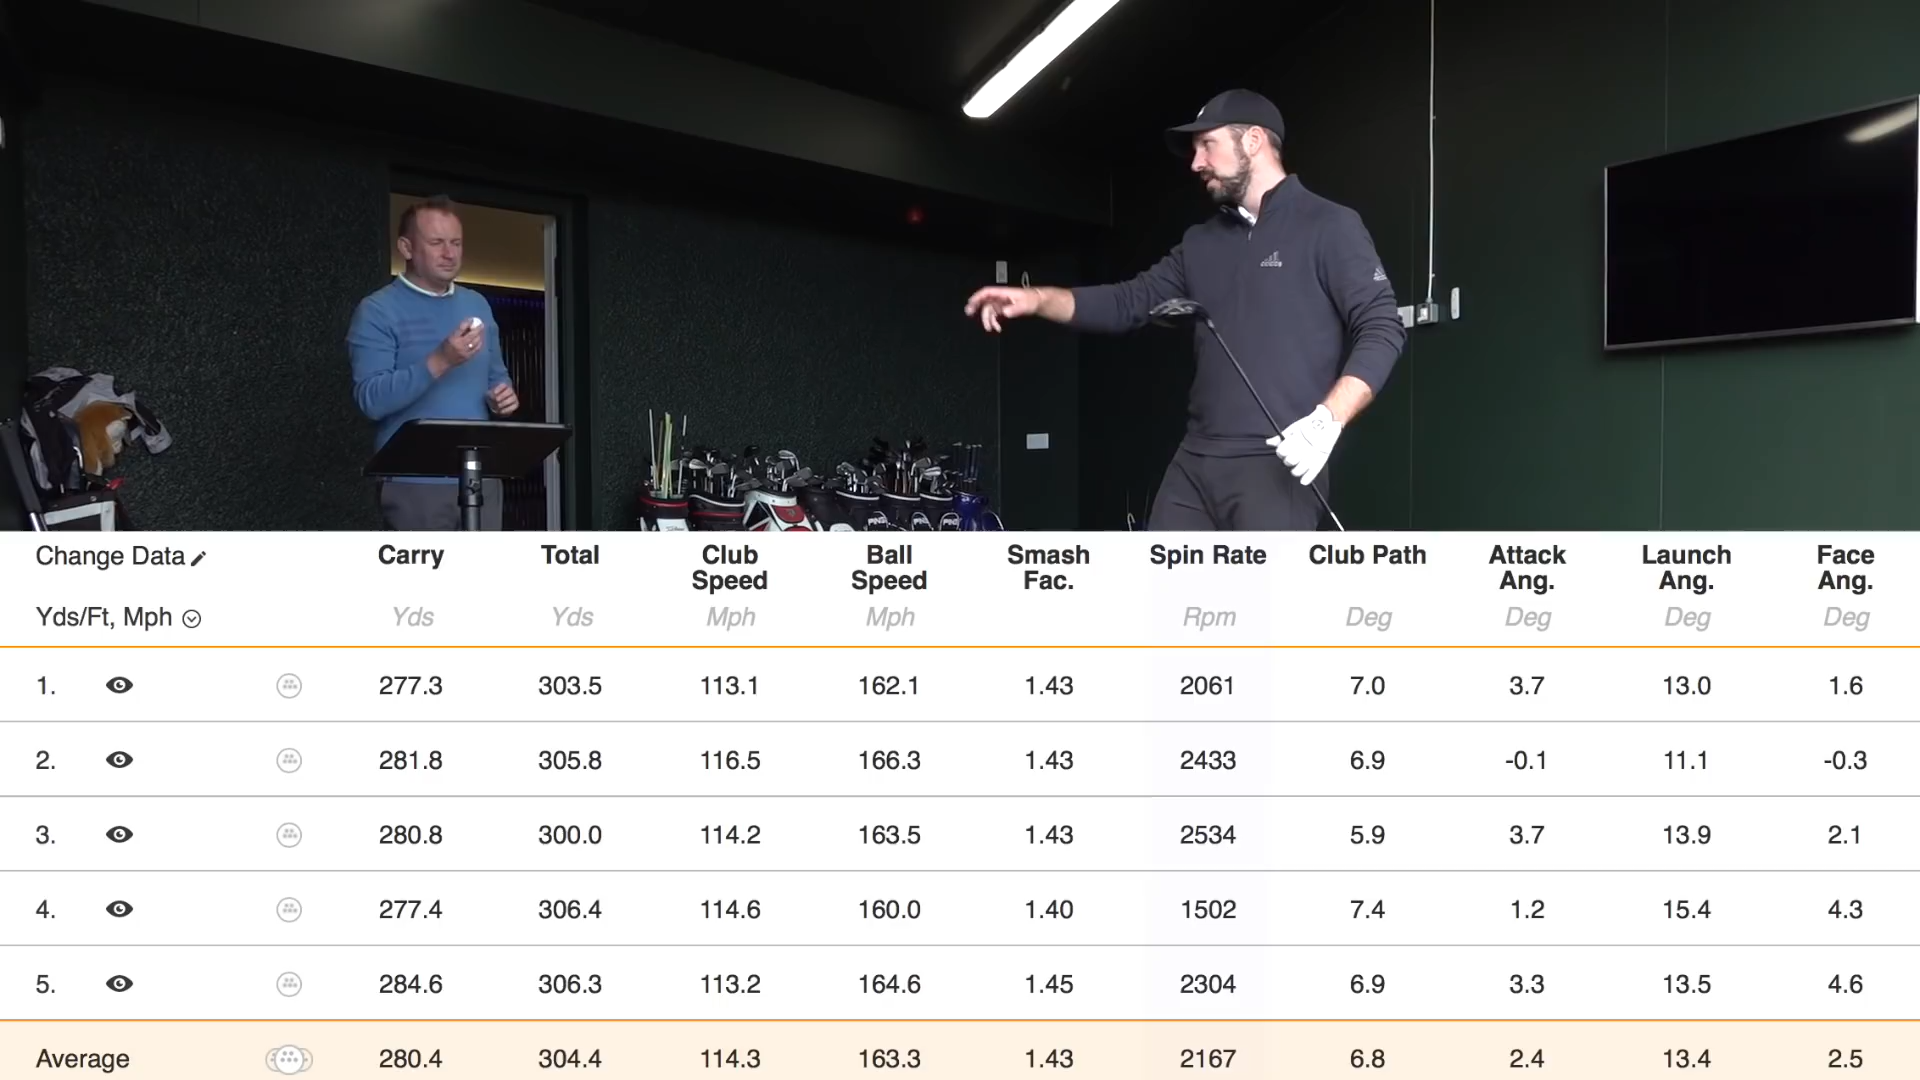 adidas
PING
PING
PING
Change Data Carry Total Club Speed Ball Speed Smash Fac. Spin Rate Club Path Attack Ang. Launch Ang. Face Ang.
Yds/Ft, Mph Yds Yds Mph Mph Rpm Deg Deg Deg Deg
1. 277.3 303.5 113.1 162.1 1.43 2061 7.0 3.7 13.0 1.6
2. 281.8 305.8 116.5 166.3 1.43 2433 6.9 -0.1 11.1 -0.3
3. 280.8 300.0 114.2 163.5 1.43 2534 5.9 3.7 13.9 2.1
4. 277.4 306.4 114.6 160.0 1.40 1502 7.4 1.2 15.4 4.3
5. 284.6 306.3 113.2 164.6 1.45 2304 6.9 3.3 13.5 4.6
Average 280.4 304.4 114.3 163.3 1.43 2167 6.8 2.4 13.4 2.5